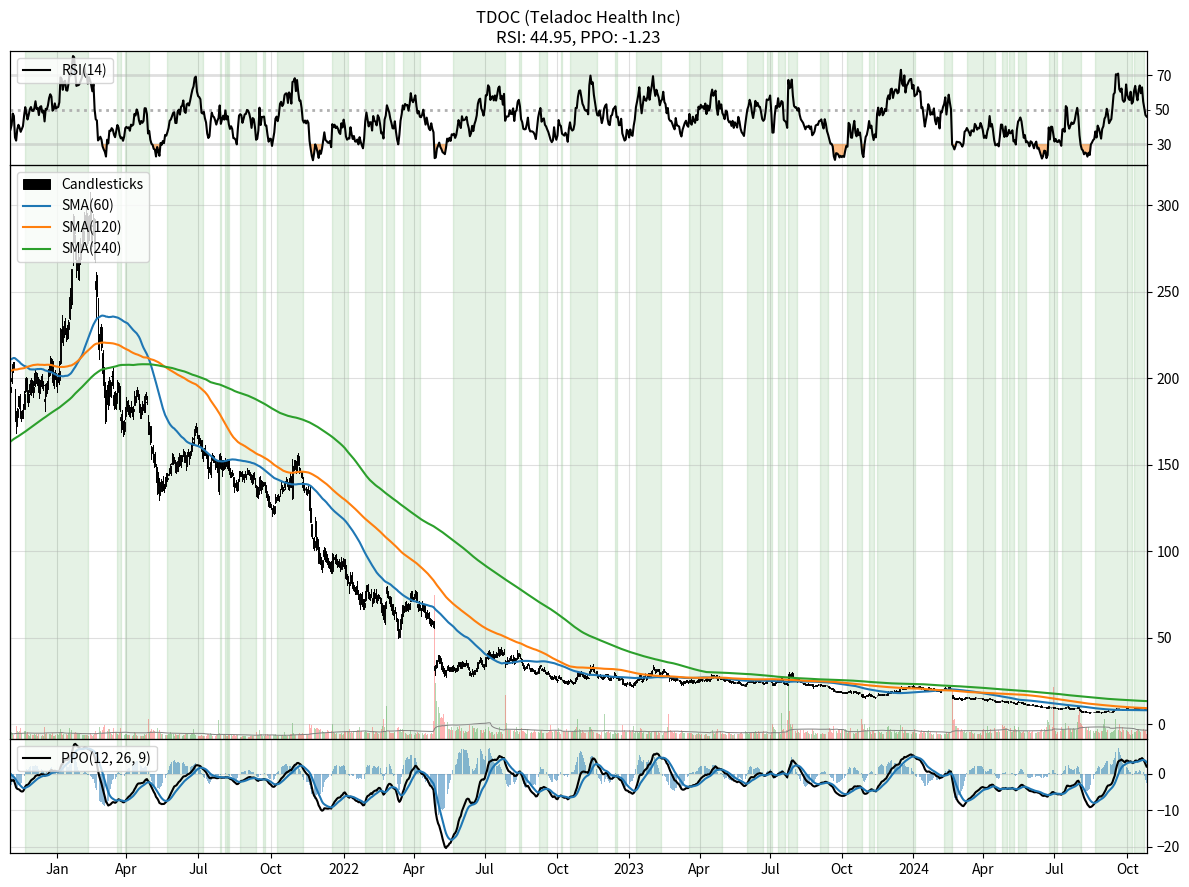 TDOC (Teladoc Health Inc)
RSI: 44.95, PPO: -1.23
RSI(14)
70
50
30
Candlesticks
SMA(60)
SMA(120)
SMA(240)
300
250
200
150
100
50
0
PPO(12, 26, 9)
0
−10
−20
Jan Apr Jul Oct 2022 Apr Jul Oct 2023 Apr Jul Oct 2024 Apr Jul Oct